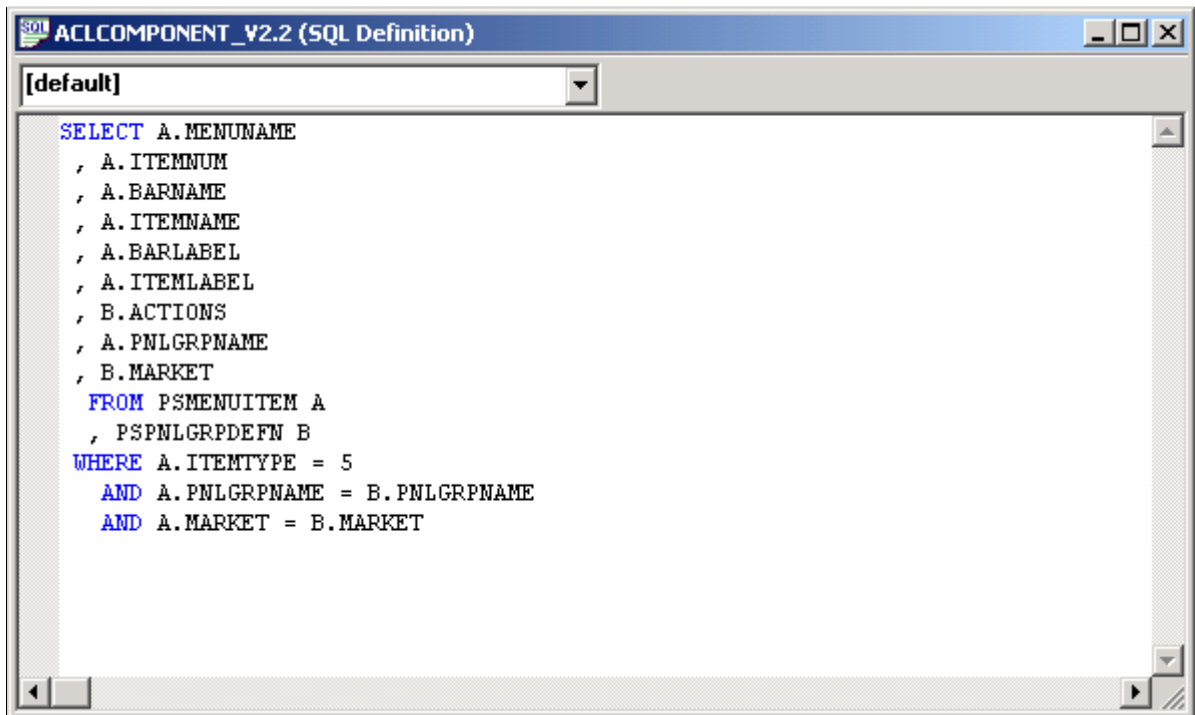 ACLCOMPONENT_V2.2 (SQL Definition)
[default]
SELECT A.MENUNAME
, A.ITEMNUM
, A.BARNAME
, A.ITEMNAME
, A.BARLABEL
, A.ITEMLABEL
, B.ACTIONS
, A.PNLGRPNAME
, B.MARKET
FROM PSMENUITEM A
, PSPNLGRPDEFN B
WHERE A.ITEMTYPE = 5
AND A.PNLGRPNAME = B.PNLGRPNAME
AND A.MARKET = B.MARKET